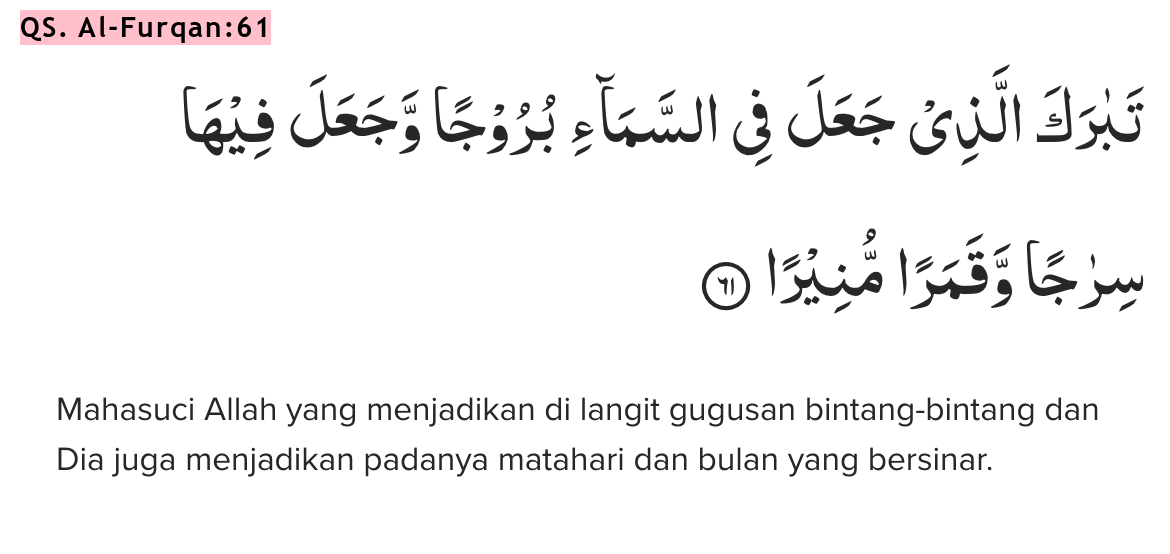 QS. Al-Furqan:61
تَبٰرَكَ الَّذِيْ جَعَلَ فِى السَّمَاۤءِ بُرُوْجًا وَّجَعَلَ فِيْهَا
سِرٰجًا وَّقَمَرًا مُّنِيْرًا ٦١
Mahasuci Allah yang menjadikan di langit gugusan bintang-bintang dan
Dia juga menjadikan padanya matahari dan bulan yang bersinar.